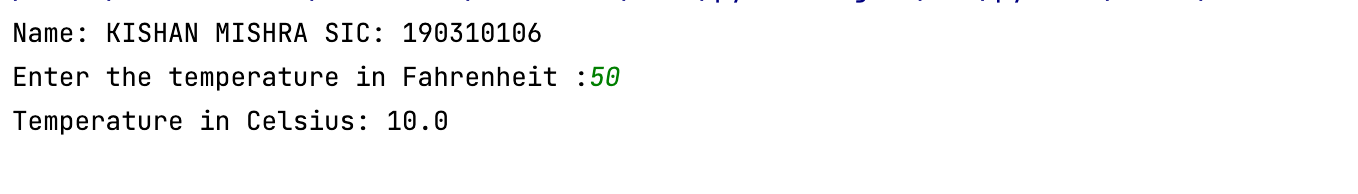 Name: KISHAN MISHRA SIC: 190310106
Enter the temperature in Fahrenheit :50
Temperature in Celsius: 10.0